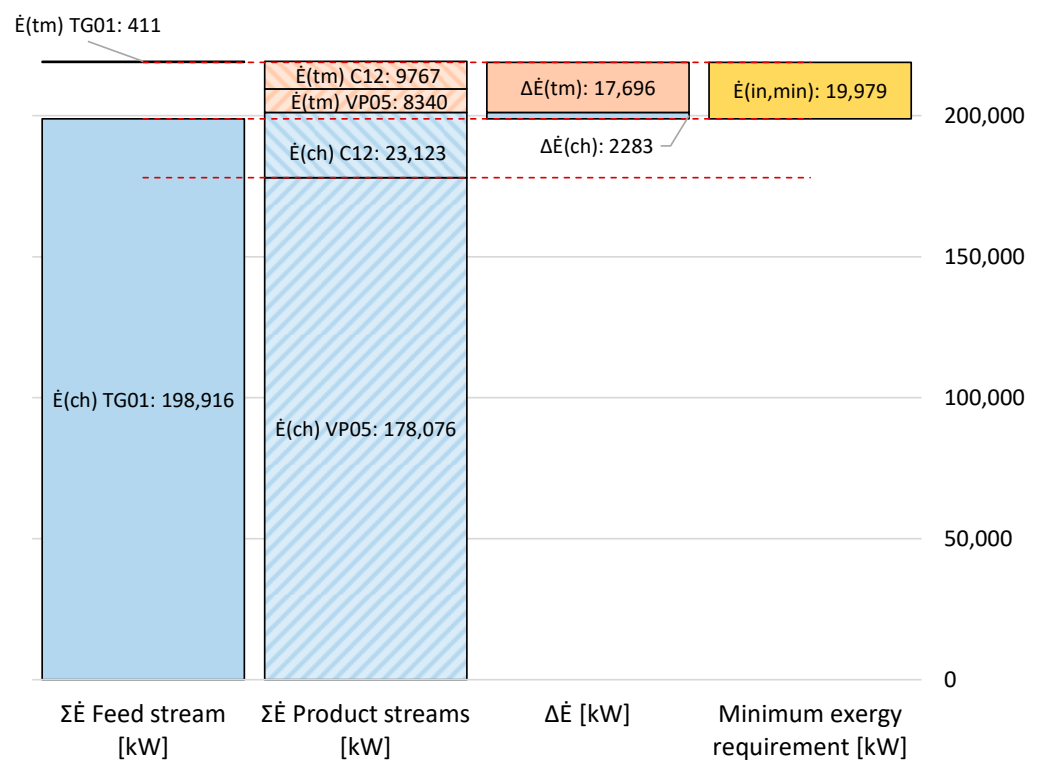 Ė(tm) TG01: 411
Ė(tm) C12: 9767
Ė(tm) VP05: 8340
ΔĖ(tm): 17,696
Ė(in,min): 19,979
200,000
Ė(ch) C12: 23,123
ΔĖ(ch): 2283
150,000
Ė(ch) TG01: 198,916
100,000
Ė(ch) VP05: 178,076
50,000
0
ΣĖ Feed stream
[kW]
ΣĖ Product streams
[kW]
ΔĖ [kW]
Minimum exergy
requirement [kW]